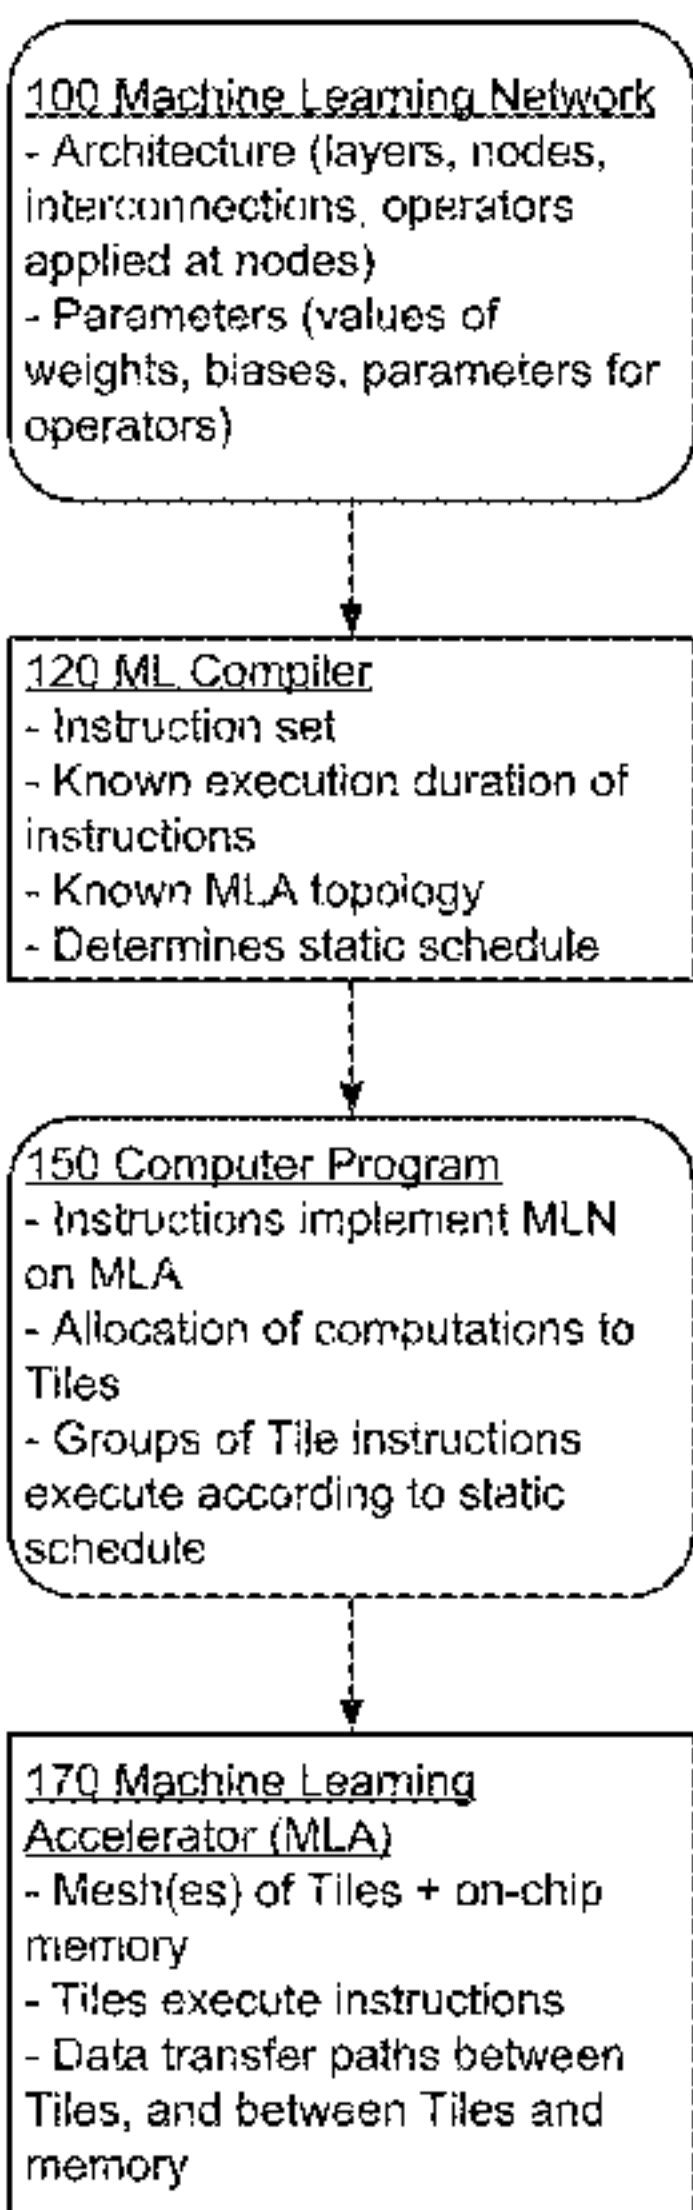 100 Machine Learning Network
- Architecture (layers, nodes,
interconnections, operators
applied at nodes)
- Parameters (values of
weights, biases, parameters for
operators)
120 ML Compiler
- Instruction set
- Known execution duration of
instructions
- Known MLA topology
- Determines static schedule
150 Computer Program
- Instructions implement MLN
on MLA
- Allocation of computations to
Tiles
- Groups of Tile instructions
execute according to static
schedule
170 Machine Learning
Accelerator (MLA)
- Mesh(es) of Tiles + on-chip
memory
- Tiles execute instructions
- Data transfer paths between
Tiles, and between Tiles and
memory